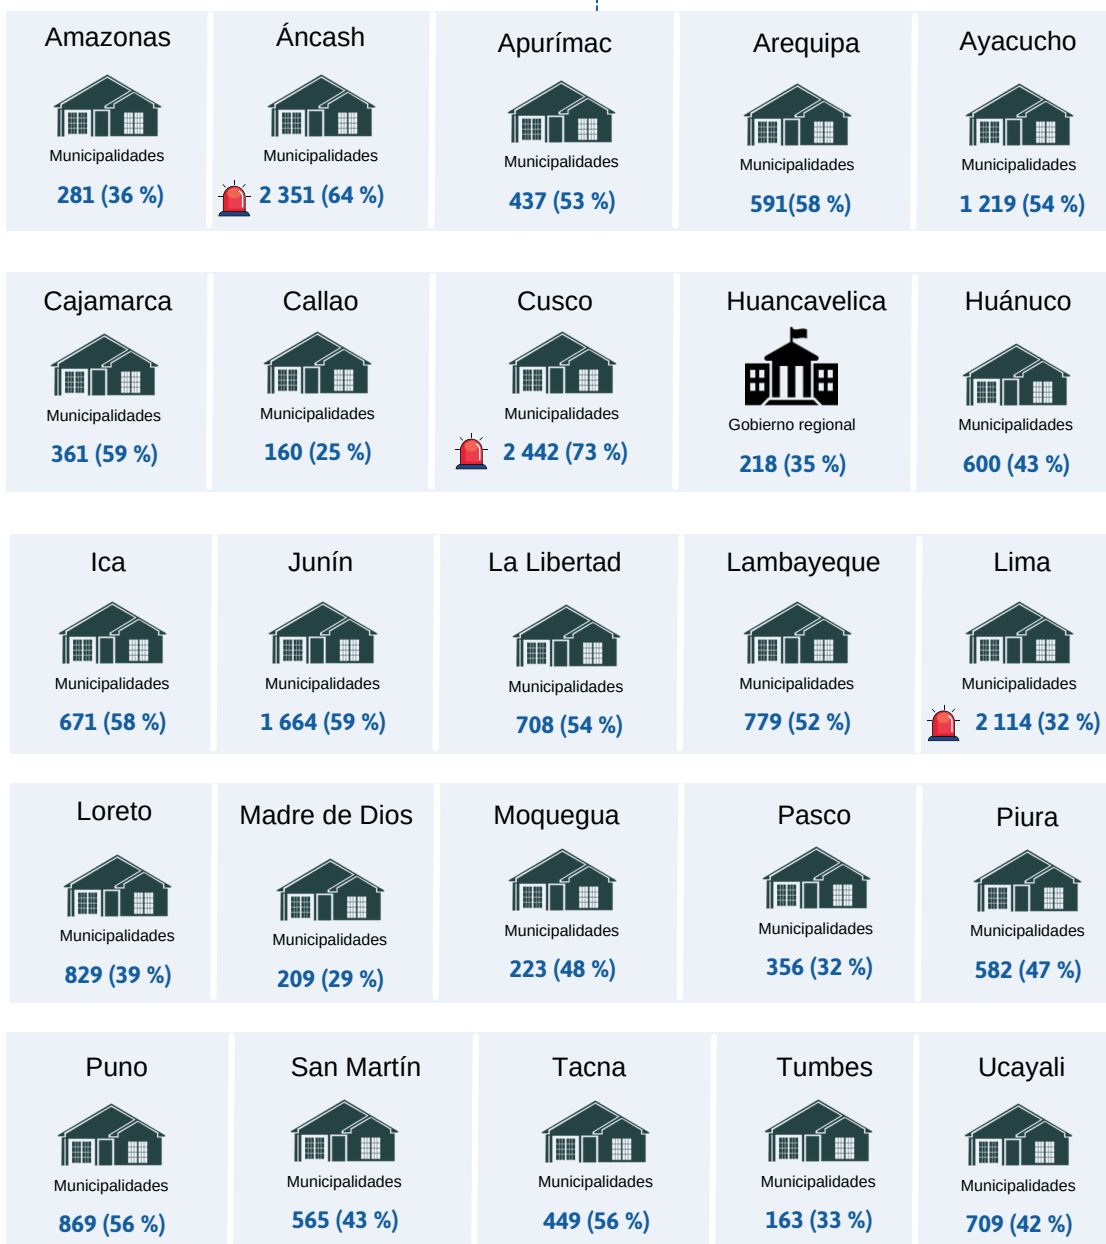 Amazonas
Municipalidades
281 (36 %)
Áncash
Municipalidades
2 351 (64 %)
Apurímac
Municipalidades
437 (53 %)
Arequipa
Municipalidades
591(58 %)
Ayacucho
Municipalidades
1 219 (54 %)
Cajamarca
Municipalidades
361 (59 %)
Callao
Municipalidades
160 (25 %)
Cusco
Municipalidades
2 442 (73 %)
Huancavelica
Gobierno regional
218 (35 %)
Huánuco
Municipalidades
600 (43 %)
Ica
Municipalidades
671 (58 %)
Junín
Municipalidades
1 664 (59 %)
La Libertad
Municipalidades
708 (54 %)
Lambayeque
Municipalidades
779 (52 %)
Lima
Municipalidades
2 114 (32 %)
Loreto
Municipalidades
829 (39 %)
Madre de Dios
Municipalidades
209 (29 %)
Moquegua
Municipalidades
223 (48 %)
Pasco
Municipalidades
356 (32 %)
Piura
Municipalidades
582 (47 %)
Puno
Municipalidades
869 (56 %)
San Martín
Municipalidades
565 (43 %)
Tacna
Municipalidades
449 (56 %)
Tumbes
Municipalidades
163 (33 %)
Ucayali
Municipalidades
709 (42 %)